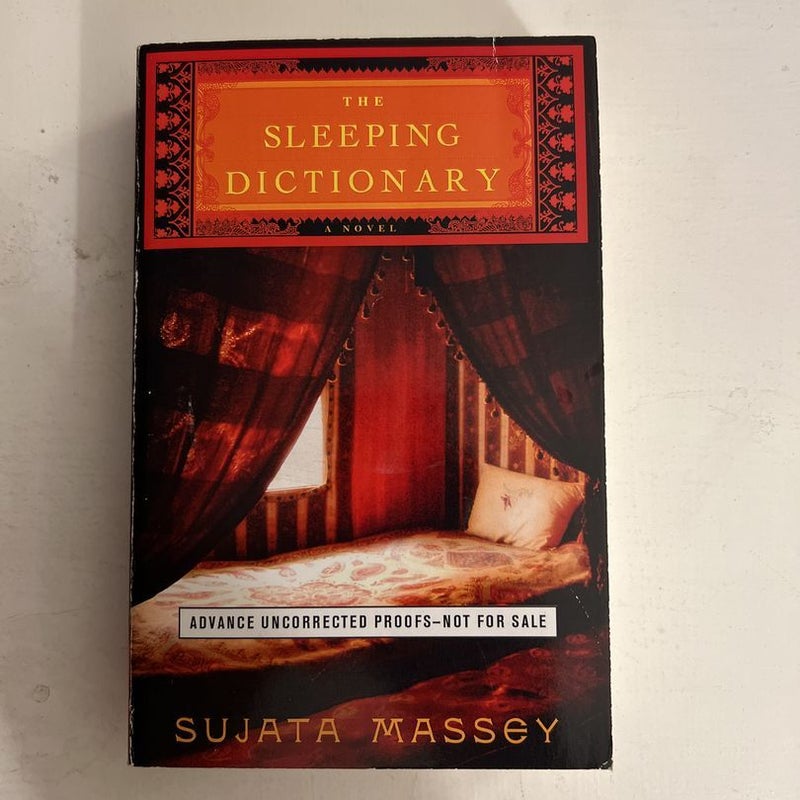 THE
SLEEPING
DICTIONARY
A NOVEL
ADVANCE UNCORRECTED PROOFS–NOT FOR SALE
SUJATA MASSEY